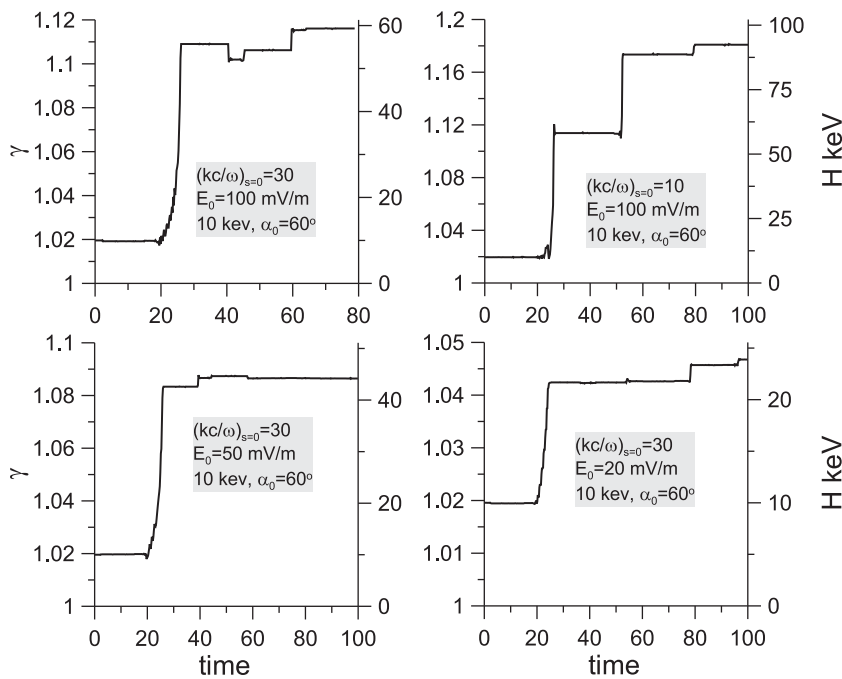 1.12
1.1
1.08
1.06
1.04
1.02
1
γ
60
40
20
0
0 20 40 60 80
(kc/ω)s=0=30
E0=100 mV/m
10 kev, α0=60o
1.2
1.16
1.12
1.08
1.04
1
100
75
50
25
0
H keV
0 20 40 60 80 100
(kc/ω)s=0=10
E0=100 mV/m
10 kev, α0=60o
1.1
1.08
1.06
1.04
1.02
1
γ
40
20
0
0 20 40 60 80 100
time
(kc/ω)s=0=30
E0=50 mV/m
10 kev, α0=60o
1.05
1.04
1.03
1.02
1.01
1
20
10
0
H keV
0 20 40 60 80 100
time
(kc/ω)s=0=30
E0=20 mV/m
10 kev, α0=60o